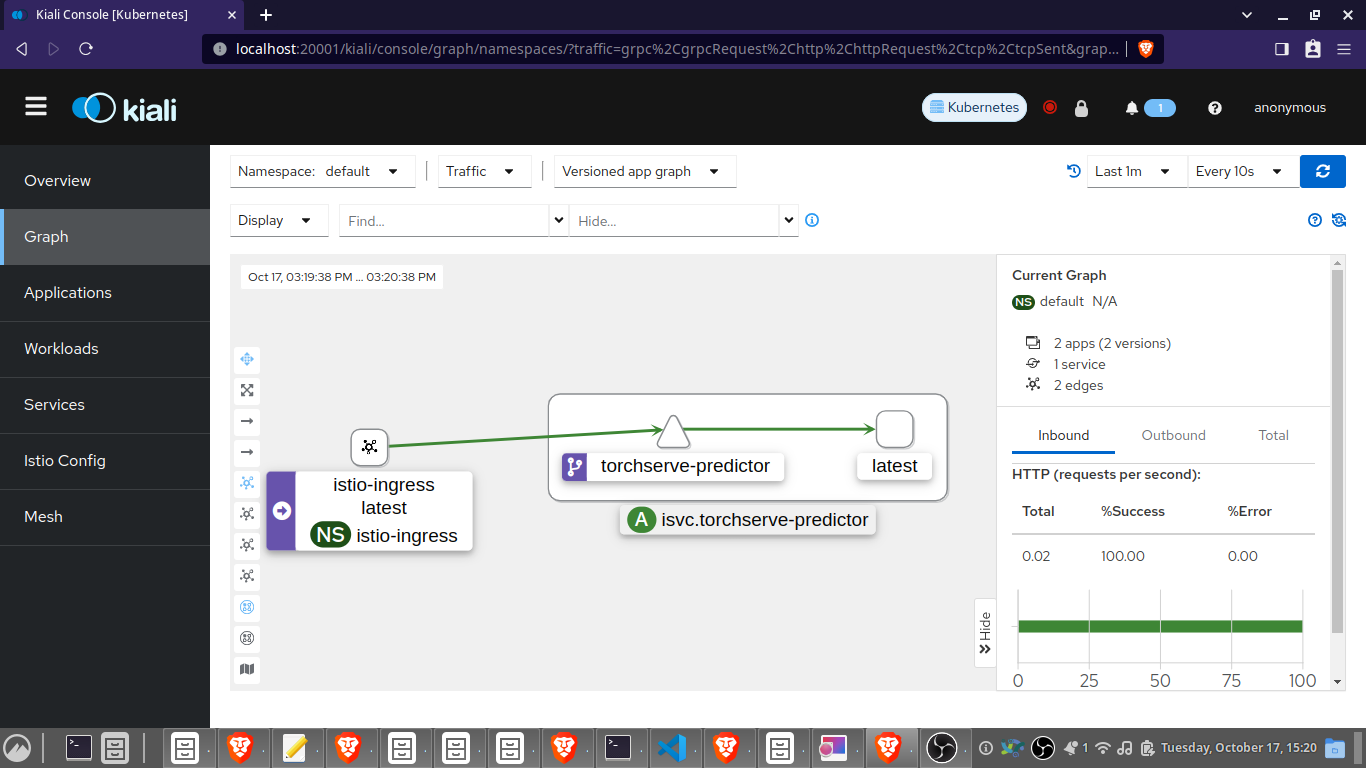 Kiali Console [Kubernetes]
localhost:20001/kiali/console/graph/namespaces/?traffic=grpc%2CgrpcRequest%2Chttp%2ChttpRequest%2Ctcp%2CtcpSent&grap...
kiali
Kubernetes
1
anonymous
Overview
Graph
Applications
Workloads
Services
Istio Config
Mesh
Namespace: default
Traffic
Versioned app graph
Last 1m
Every 10s
Display
Find...
Hide...
Oct 17, 03:19:38 PM ... 03:20:38 PM
istio-ingress
latest
NS istio-ingress
torchserve-predictor
latest
A isvc.torchserve-predictor
Hide
Current Graph
NS default N/A
2 apps (2 versions)
1 service
2 edges
Inbound Outbound Total
HTTP (requests per second):
Total %Success %Error
0.02 100.00 0.00
0 25 50 75 100
1
Tuesday, October 17, 15:20